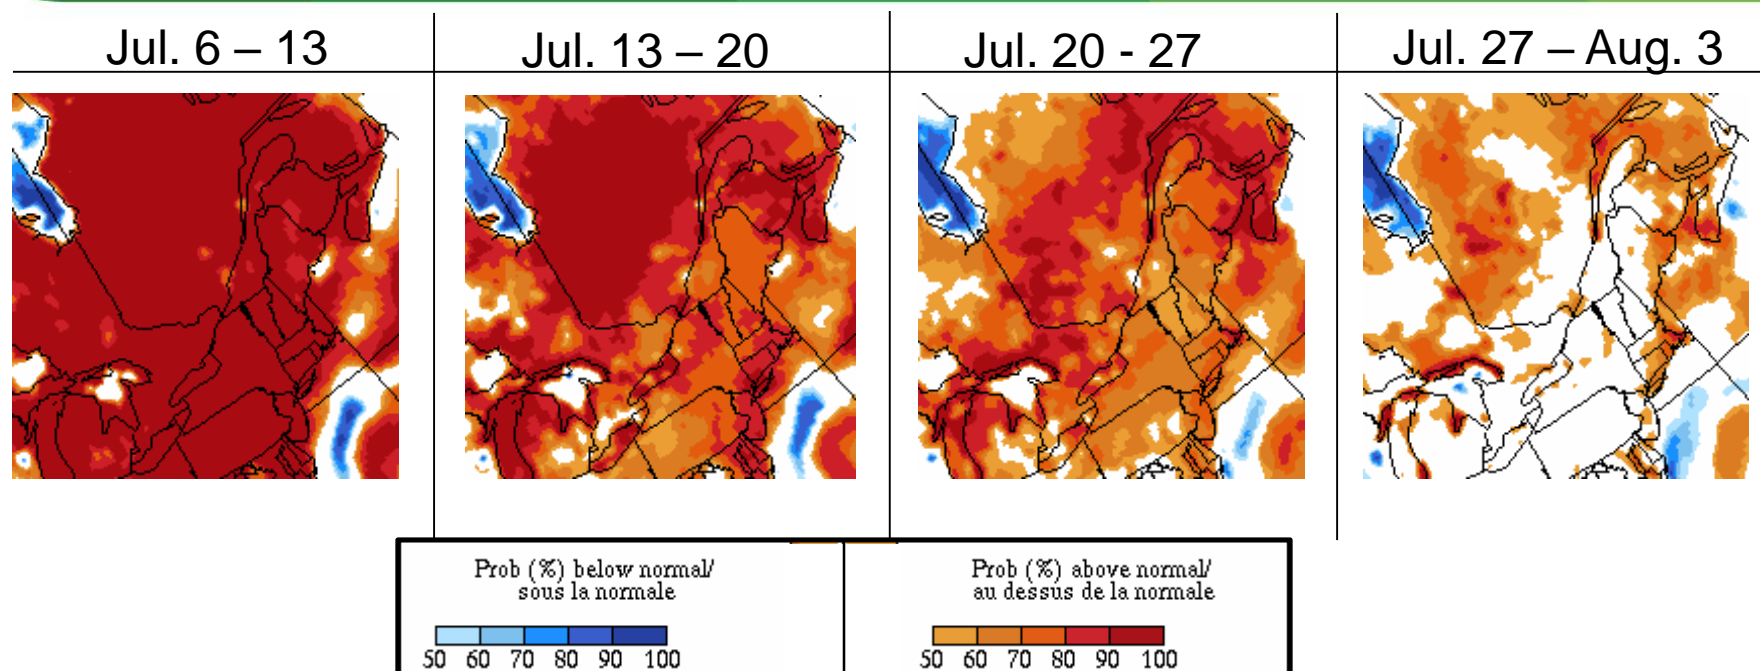 Jul. 6 – 13
Jul. 13 – 20
Jul. 20 - 27
Jul. 27 – Aug. 3
Prob (%) below normal/
sous la normale
50 60 70 80 90 100
Prob (%) above normal/
au dessus de la normale
50 60 70 80 90 100